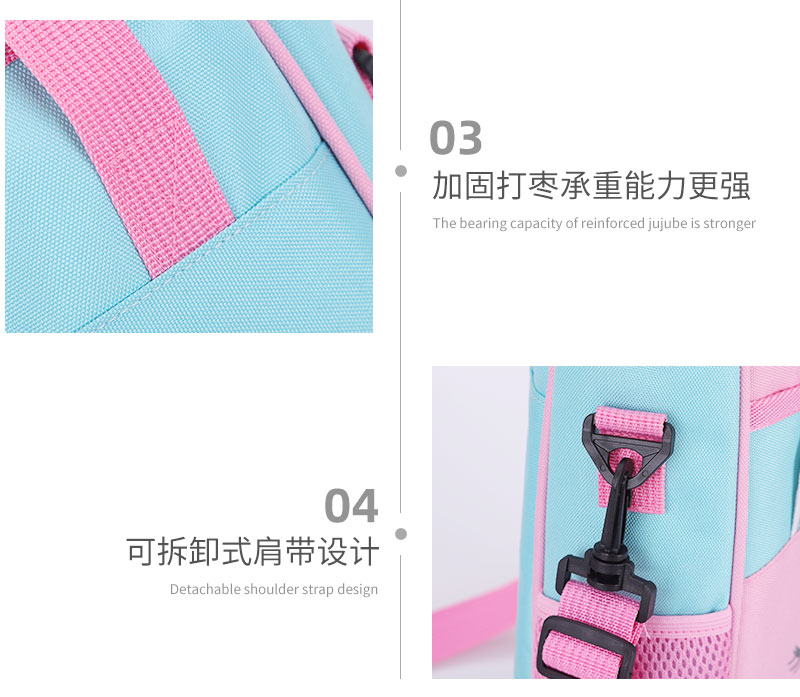 03
加固打枣承重能力更强
The bearing capacity of reinforced jujube is stronger
04
可拆卸式肩带设计
Detachable shoulder strap design